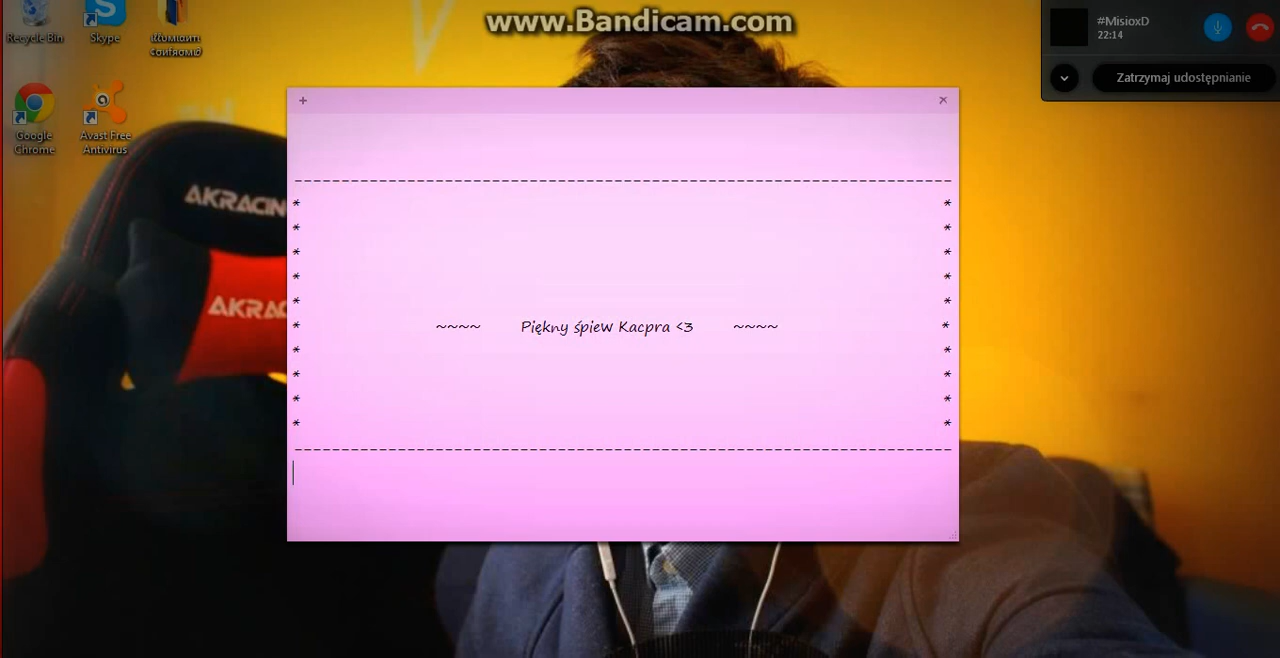 www.Bandicam.com
#MisioxD
22:14
Zatrzymaj udostępnianie
Recycle Bin
Skype
Google
Chrome
Avast Free
Antivirus
AKRACIN
AKRAC
+ ×
--------------------------------------------------------------------------------
* *
* *
* *
* *
* *
* ~~~~ Piękny śpiew Kacpra <3 ~~~~ *
* *
* *
* *
* *
--------------------------------------------------------------------------------